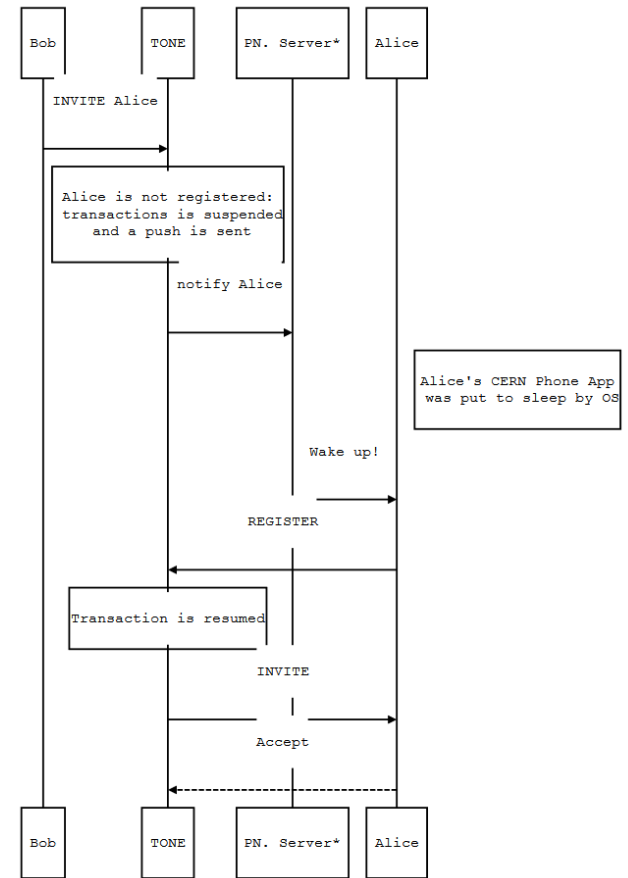 Bob
TONE
PN. Server*
Alice
INVITE Alice
Alice is not registered:
transactions is suspended
and a push is sent
notify Alice
Alice's CERN Phone App
was put to sleep by OS
Wake up!
REGISTER
Transaction is resumed
INVITE
Accept
Bob
TONE
PN. Server*
Alice